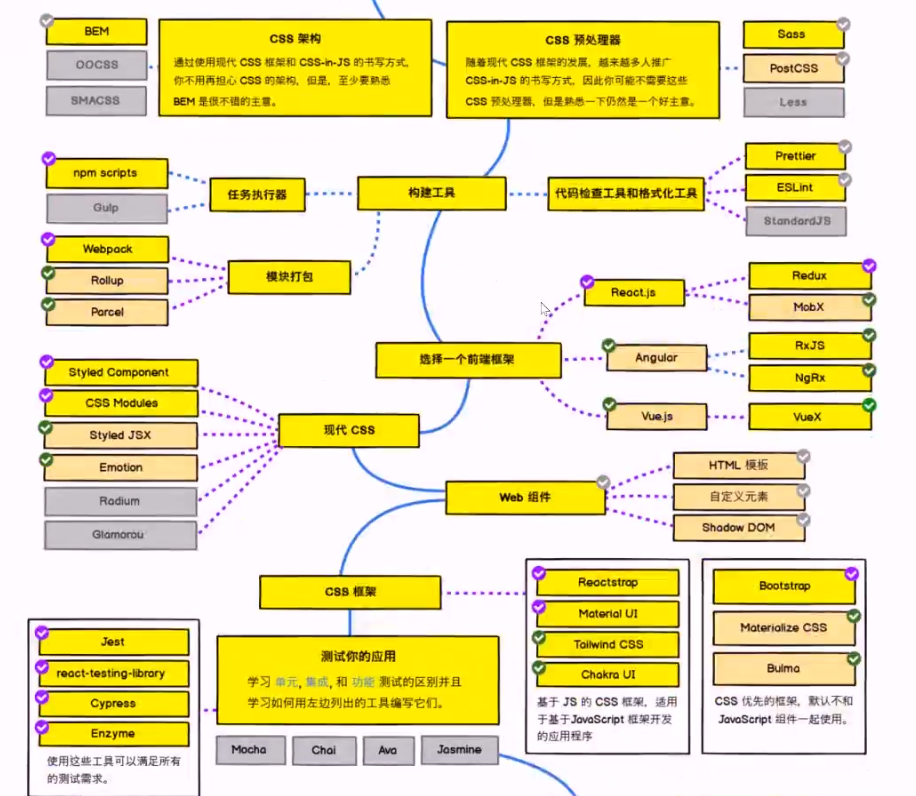 BEM
OOCSS
SMACSS
CSS 架构
通过使用现代 CSS 框架和 CSS-in-JS 的书写方式,
你不用再担心 CSS 的架构, 但是, 至少要熟悉
BEM 是很不错的主意。
CSS 预处理器
随着现代 CSS 框架的发展, 越来越多人推广
CSS-in-JS 的书写方式, 因此你可能不需要这些
CSS 预处理器, 但是熟悉一下仍然是一个好主意。
Sass
PostCSS
Less
npm scripts
Gulp
任务执行器
构建工具
代码检查工具和格式化工具
Prettier
ESLint
StandardJS
Webpack
Rollup
Parcel
模块打包
React.js
Redux
MobX
选择一个前端框架
Angular
RxJS
NgRx
Vue.js
VueX
Styled Component
CSS Modules
Styled JSX
Emotion
Radium
Glamorou
现代 CSS
Web 组件
HTML 模板
自定义元素
Shadow DOM
CSS 框架
Reactstrap
Material UI
Tailwind CSS
Chakra UI
基于 JS 的 CSS 框架, 适用
于基于JavaScript 框架开发
的应用程序
Bootstrap
Materialize CSS
Bulma
CSS 优先的框架, 默认不和
JavaScript 组件一起使用。
Jest
react-testing-library
Cypress
Enzyme
使用这些工具可以满足所有
的测试需求。
测试你的应用
学习 单元, 集成, 和 功能 测试的区别并且
学习如何用左边列出的工具编写它们。
Mocha
Chai
Ava
Jasmine